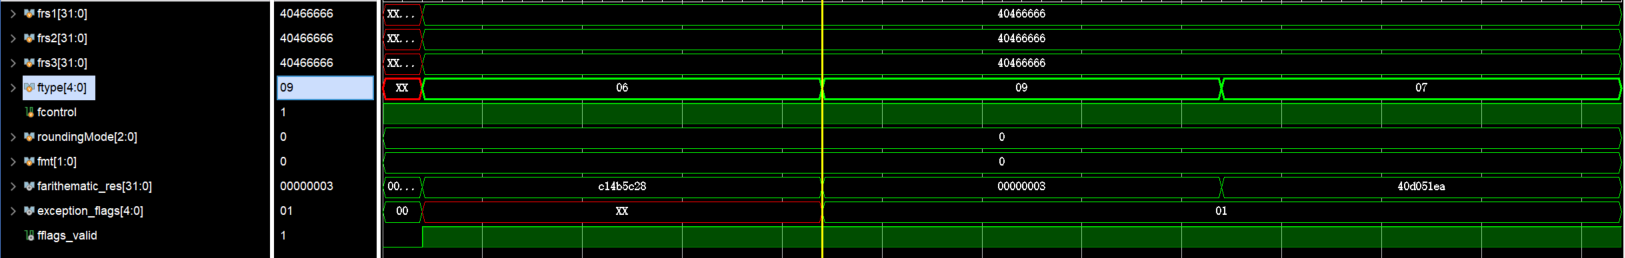 frs1[31:0] 40466666 XX... 40466666
frs2[31:0] 40466666 XX... 40466666
frs3[31:0] 40466666 XX... 40466666
ftype[4:0] 09 XX 06 09 07
fcontrol 1
roundingMode[2:0] 0 0
fmt[1:0] 0 0
farithematic_res[31:0] 00000003 00... c14b5c28 00000003 40d051ea
exception_flags[4:0] 01 00 XX 01
fflags_valid 1